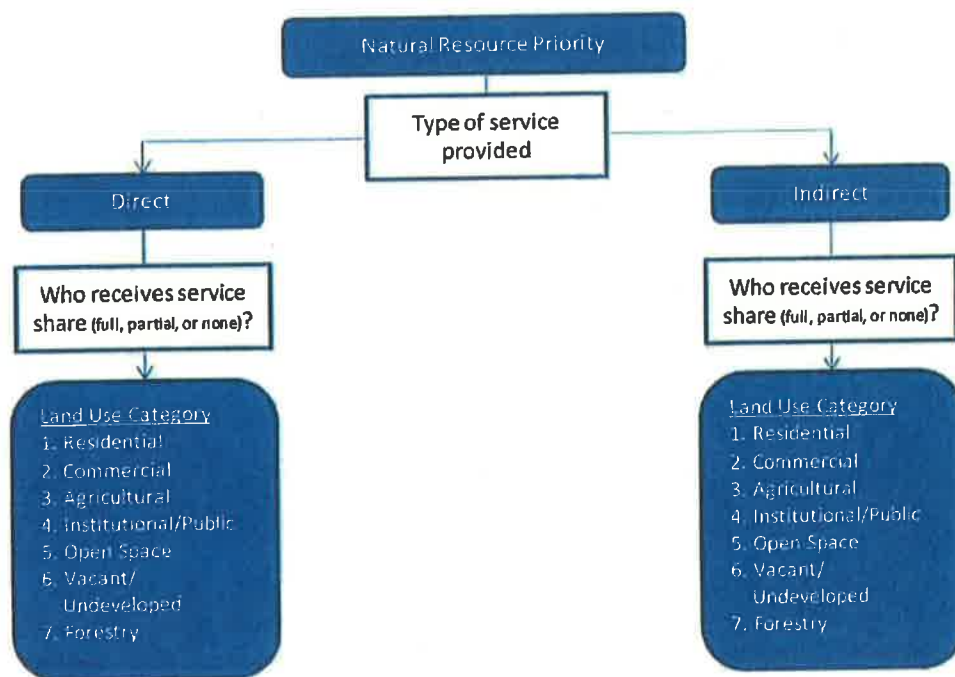 Natural Resource Priority
Type of service
provided
Direct
Indirect
Who receives service
share (full, partial, or none)?
Who receives service
share (full, partial, or none)?
Land Use Category
1. Residential
2. Commercial
3. Agricultural
4. Institutional/Public
5. Open Space
6. Vacant/
Undeveloped
7. Forestry
Land Use Category
1. Residential
2. Commercial
3. Agricultural
4. Institutional/Public
5. Open Space
6. Vacant/
Undeveloped
7. Forestry